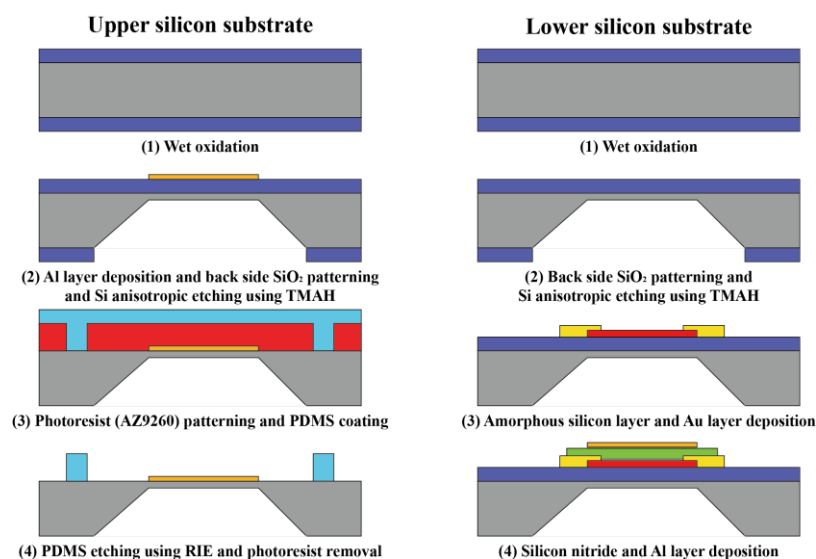 Upper silicon substrate
(1) Wet oxidation
(2) Al layer deposition and back side SiO₂ patterning
and Si anisotropic etching using TMAH
(3) Photoresist (AZ9260) patterning and PDMS coating
(4) PDMS etching using RIE and photoresist removal
Lower silicon substrate
(1) Wet oxidation
(2) Back side SiO₂ patterning and
Si anisotropic etching using TMAH
(3) Amorphous silicon layer and Au layer deposition
(4) Silicon nitride and Al layer deposition